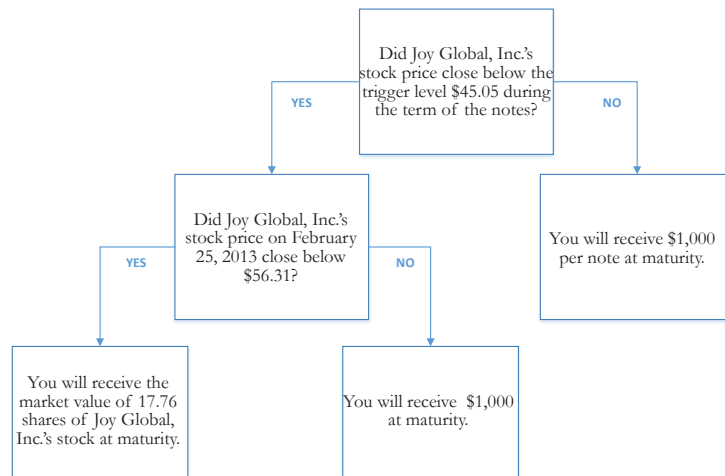 Did Joy Global, Inc.'s
stock price close below the
trigger level $45.05 during
the term of the notes?
YES
NO
Did Joy Global, Inc.'s
stock price on February
25, 2013 close below
$56.31?
You will receive $1,000
per note at maturity.
YES
NO
You will receive the
market value of 17.76
shares of Joy Global,
Inc.'s stock at maturity.
You will receive $1,000
at maturity.